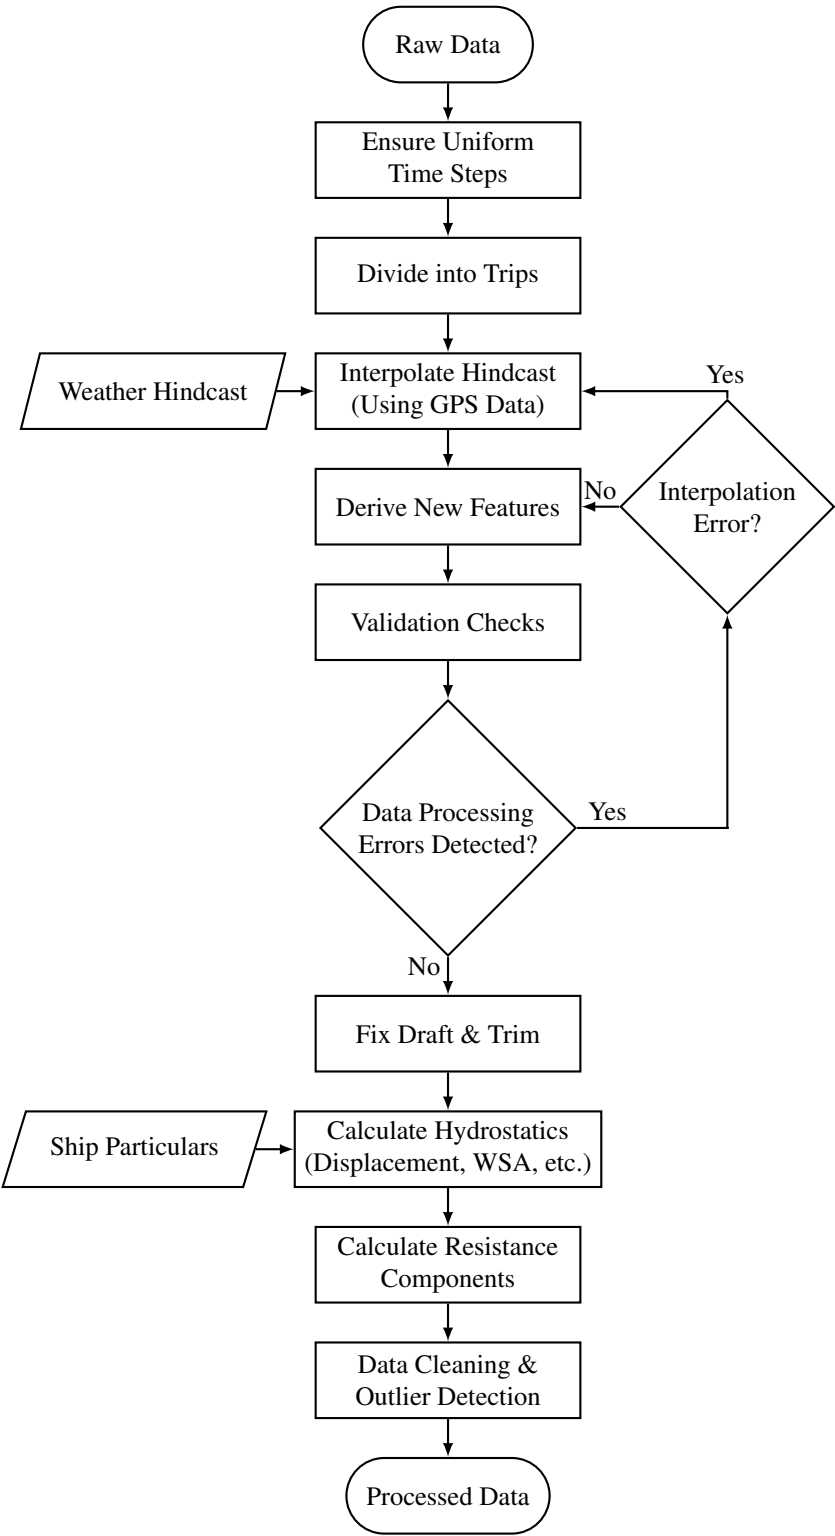 Raw Data
Ensure Uniform
Time Steps
Divide into Trips
Weather Hindcast
Interpolate Hindcast
(Using GPS Data)
Yes
Derive New Features
No
Interpolation
Error?
Validation Checks
Data Processing
Errors Detected?
Yes
No
Fix Draft & Trim
Ship Particulars
Calculate Hydrostatics
(Displacement, WSA, etc.)
Calculate Resistance
Components
Data Cleaning &
Outlier Detection
Processed Data